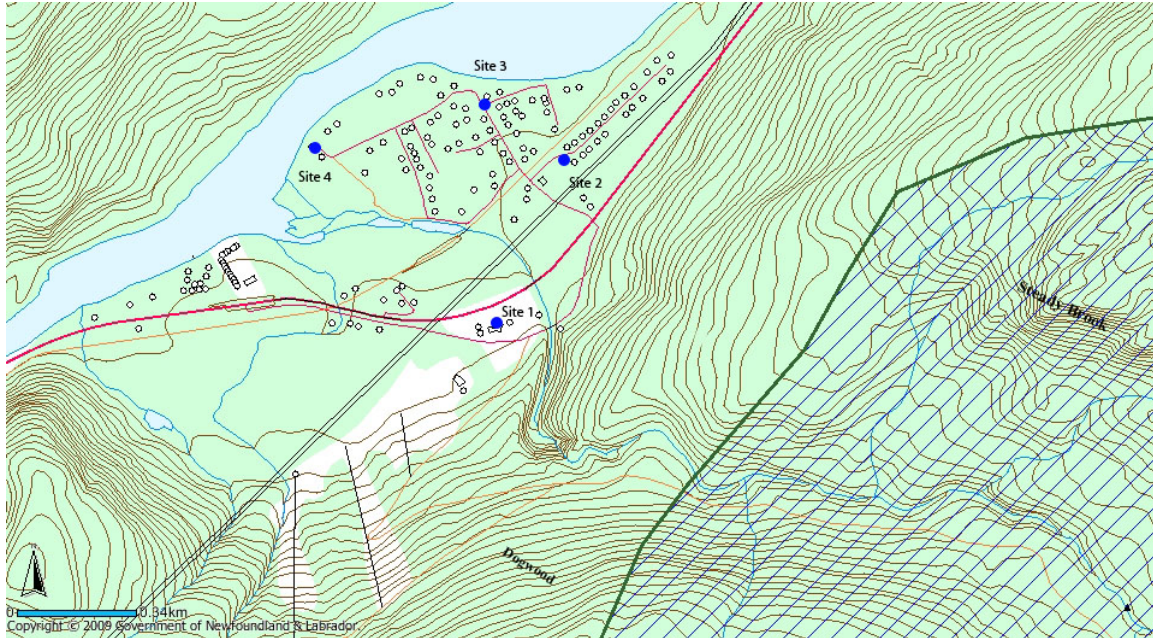 Site 3
Site 4
Site 2
Steady Brook
Site 1
Dogwood
0
0.34km
Copyright © 2009 Government of Newfoundland & Labrador.